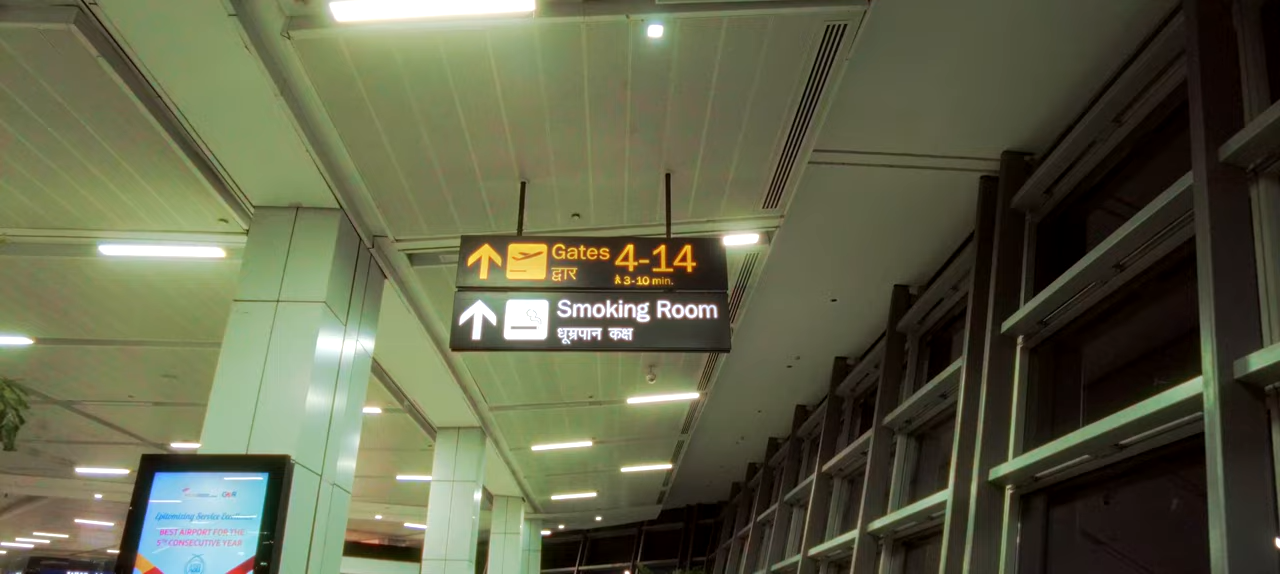 Gates 4-14
द्वार 3-10 min.
Smoking Room
धूम्रपान कक्ष
BEST AIRPORT FOR THE
5TH CONSECUTIVE YEAR